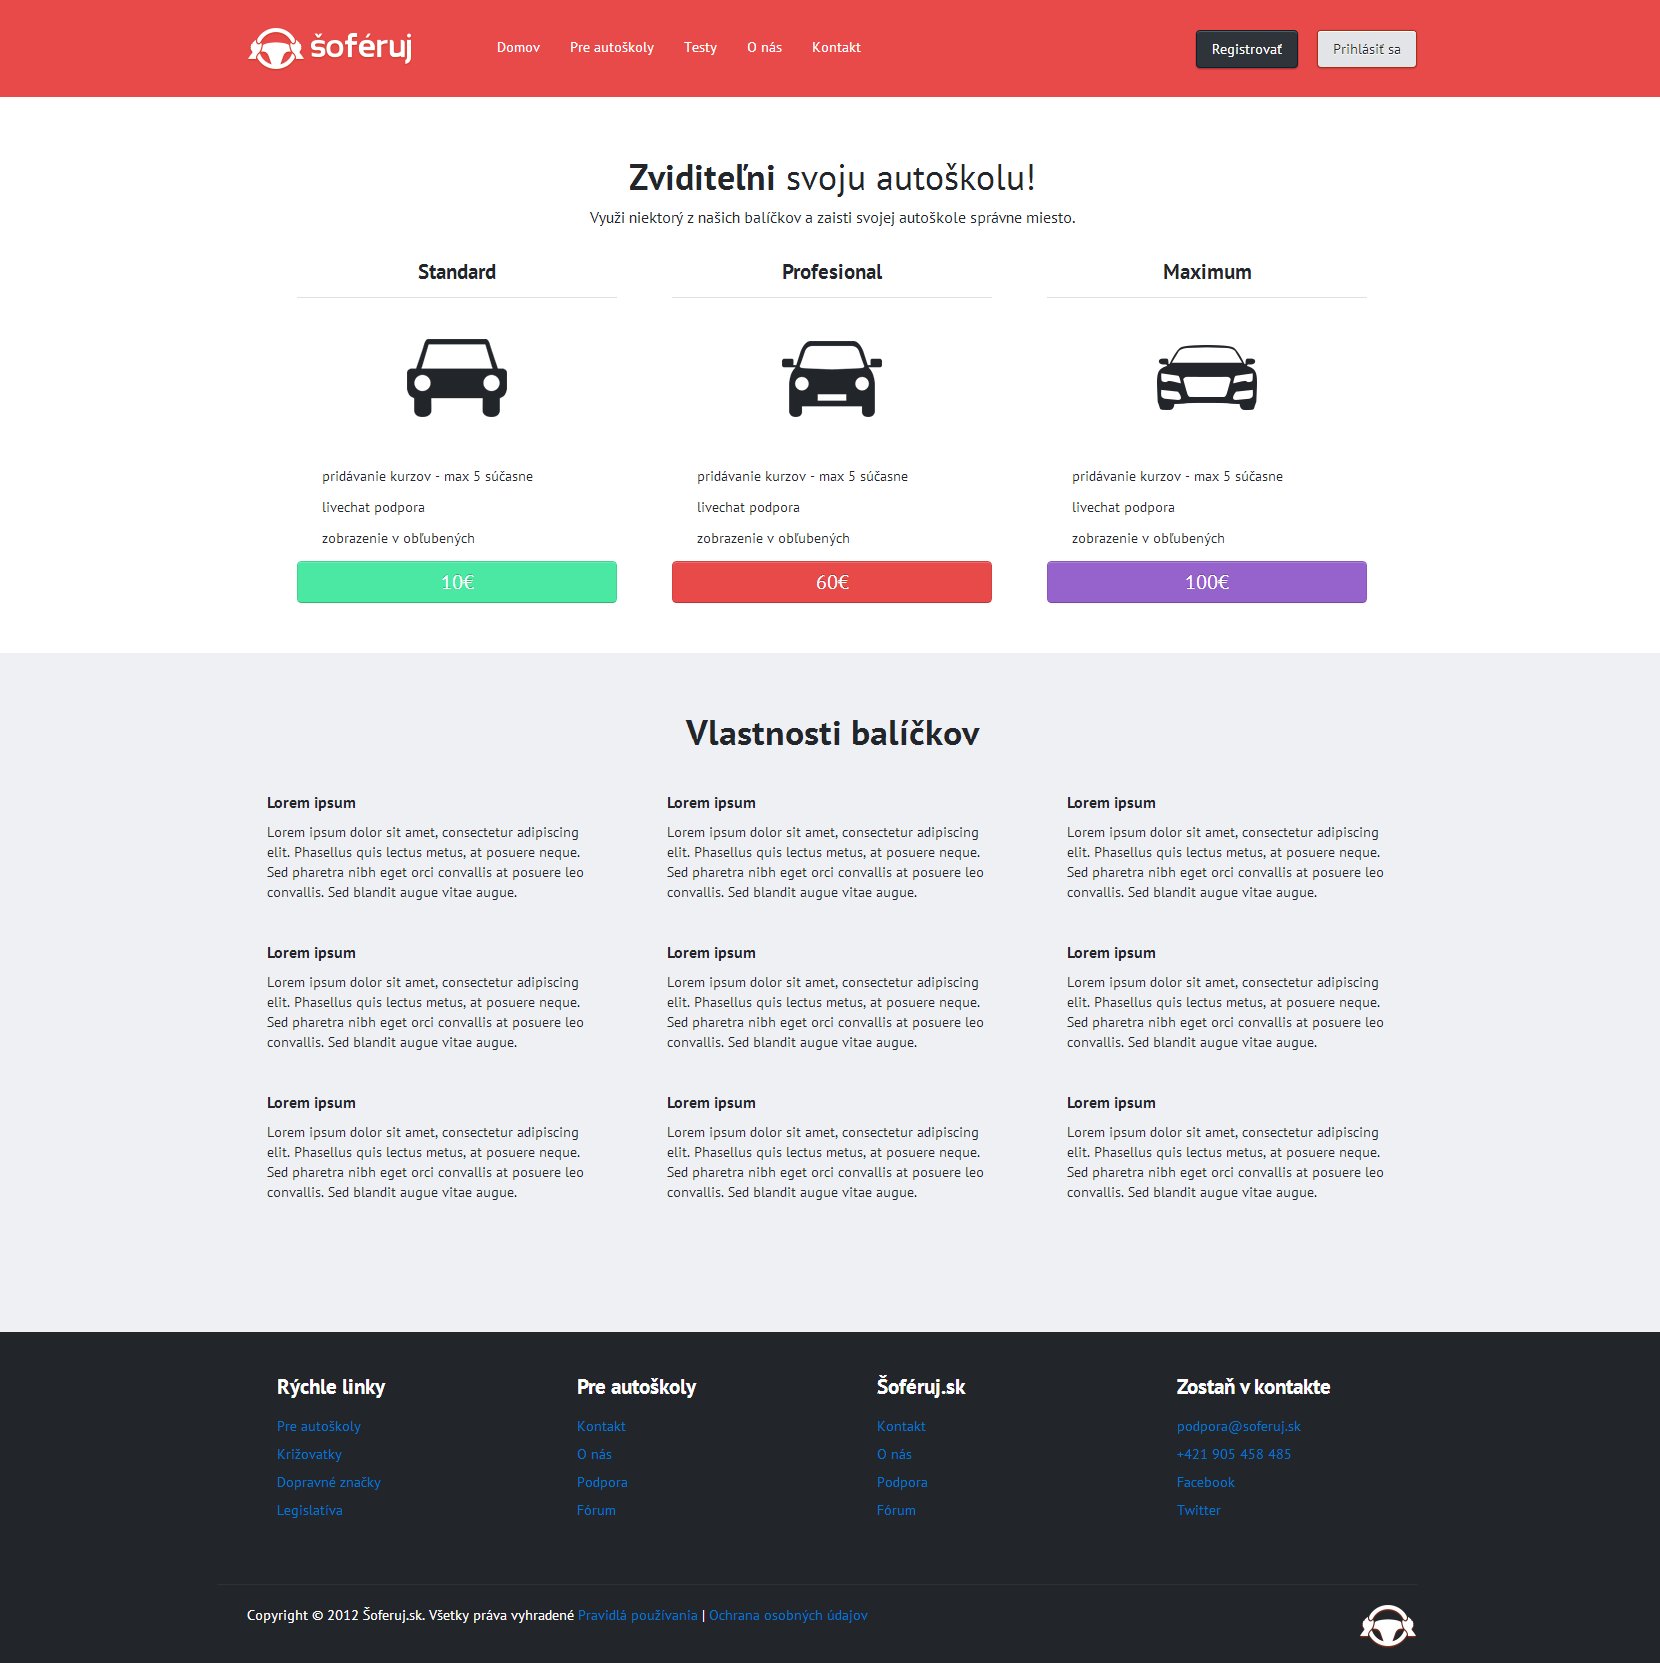 šoféruj
Domov Pre autoškoly Testy O nás Kontakt
Registrovať Prihlásiť sa
Zviditeľni svoju autoškolu!
Využi niektorý z našich balíčkov a zaisti svojej autoškole správne miesto.
Standard
pridávanie kurzov - max 5 súčasne
livechat podpora
zobrazenie v obľubených
10€
Profesional
pridávanie kurzov - max 5 súčasne
livechat podpora
zobrazenie v obľubených
60€
Maximum
pridávanie kurzov - max 5 súčasne
livechat podpora
zobrazenie v obľubených
100€
Vlastnosti balíčkov
Lorem ipsum
Lorem ipsum dolor sit amet, consectetur adipiscing
elit. Phasellus quis lectus metus, at posuere neque.
Sed pharetra nibh eget orci convallis at posuere leo
convallis. Sed blandit augue vitae augue.
Lorem ipsum
Lorem ipsum dolor sit amet, consectetur adipiscing
elit. Phasellus quis lectus metus, at posuere neque.
Sed pharetra nibh eget orci convallis at posuere leo
convallis. Sed blandit augue vitae augue.
Lorem ipsum
Lorem ipsum dolor sit amet, consectetur adipiscing
elit. Phasellus quis lectus metus, at posuere neque.
Sed pharetra nibh eget orci convallis at posuere leo
convallis. Sed blandit augue vitae augue.
Lorem ipsum
Lorem ipsum dolor sit amet, consectetur adipiscing
elit. Phasellus quis lectus metus, at posuere neque.
Sed pharetra nibh eget orci convallis at posuere leo
convallis. Sed blandit augue vitae augue.
Lorem ipsum
Lorem ipsum dolor sit amet, consectetur adipiscing
elit. Phasellus quis lectus metus, at posuere neque.
Sed pharetra nibh eget orci convallis at posuere leo
convallis. Sed blandit augue vitae augue.
Lorem ipsum
Lorem ipsum dolor sit amet, consectetur adipiscing
elit. Phasellus quis lectus metus, at posuere neque.
Sed pharetra nibh eget orci convallis at posuere leo
convallis. Sed blandit augue vitae augue.
Lorem ipsum
Lorem ipsum dolor sit amet, consectetur adipiscing
elit. Phasellus quis lectus metus, at posuere neque.
Sed pharetra nibh eget orci convallis at posuere leo
convallis. Sed blandit augue vitae augue.
Lorem ipsum
Lorem ipsum dolor sit amet, consectetur adipiscing
elit. Phasellus quis lectus metus, at posuere neque.
Sed pharetra nibh eget orci convallis at posuere leo
convallis. Sed blandit augue vitae augue.
Lorem ipsum
Lorem ipsum dolor sit amet, consectetur adipiscing
elit. Phasellus quis lectus metus, at posuere neque.
Sed pharetra nibh eget orci convallis at posuere leo
convallis. Sed blandit augue vitae augue.
Rýchle linky
Pre autoškoly
Križovatky
Dopravné značky
Legislatíva
Pre autoškoly
Kontakt
O nás
Podpora
Fórum
Šoféruj.sk
Kontakt
O nás
Podpora
Fórum
Zostaň v kontakte
podpora@soferuj.sk
+421 905 458 485
Facebook
Twitter
Copyright © 2012 Šoferuj.sk. Všetky práva vyhradené Pravidlá používania | Ochrana osobných údajov